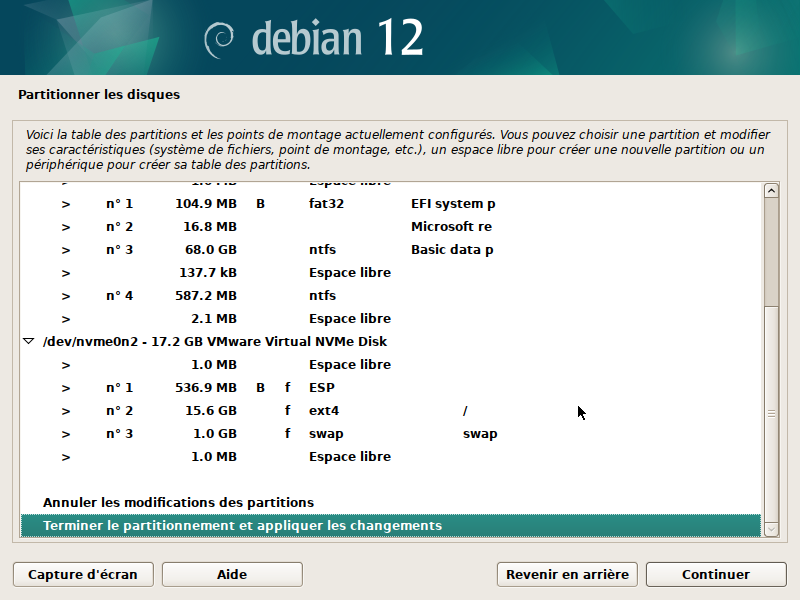 debian 12
Partitionner les disques
Voici la table des partitions et les points de montage actuellement configurés. Vous pouvez choisir une partition et modifier
ses caractéristiques (système de fichiers, point de montage, etc.), un espace libre pour créer une nouvelle partition ou un
périphérique pour créer sa table des partitions.
> 1.0 MB Espace libre
> n° 1 104.9 MB B fat32 EFI system p
> n° 2 16.8 MB Microsoft re
> n° 3 68.0 GB ntfs Basic data p
> 137.7 kB Espace libre
> n° 4 587.2 MB ntfs
> 2.1 MB Espace libre
/dev/nvme0n2 - 17.2 GB VMware Virtual NVMe Disk
> 1.0 MB Espace libre
> n° 1 536.9 MB B f ESP
> n° 2 15.6 GB f ext4 /
> n° 3 1.0 GB f swap swap
> 1.0 MB Espace libre
Annuler les modifications des partitions
Terminer le partitionnement et appliquer les changements
Capture d'écran Aide Revenir en arrière Continuer